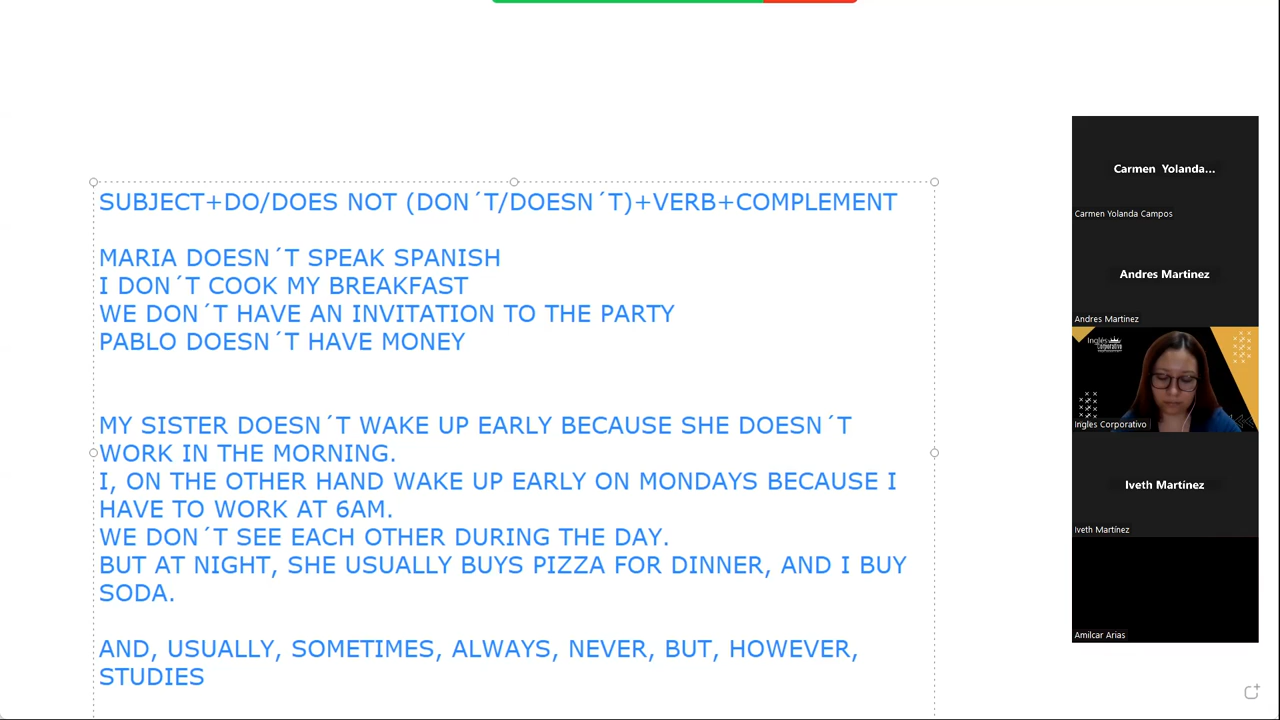 SUBJECT+DO/DOES NOT (DON´T/DOESN´T)+VERB+COMPLEMENT
MARIA DOESN´T SPEAK SPANISH
I DON´T COOK MY BREAKFAST
WE DON´T HAVE AN INVITATION TO THE PARTY
PABLO DOESN´T HAVE MONEY
MY SISTER DOESN´T WAKE UP EARLY BECAUSE SHE DOESN´T
WORK IN THE MORNING.
I, ON THE OTHER HAND WAKE UP EARLY ON MONDAYS BECAUSE I
HAVE TO WORK AT 6AM.
WE DON´T SEE EACH OTHER DURING THE DAY.
BUT AT NIGHT, SHE USUALLY BUYS PIZZA FOR DINNER, AND I BUY
SODA.
AND, USUALLY, SOMETIMES, ALWAYS, NEVER, BUT, HOWEVER,
STUDIES
Carmen Yolanda...
Carmen Yolanda Campos
Andres Martinez
Andres Martinez
Inglés
Corporativo
Ingles Corporativo
Iveth Martínez
Iveth Martínez
Amilcar Arias